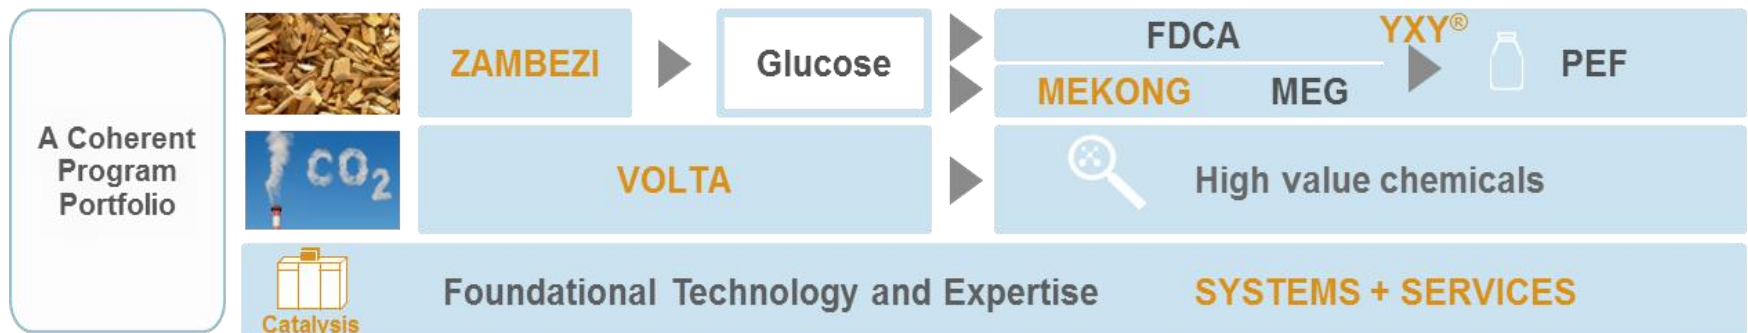 A Coherent
Program
Portfolio
ZAMBEZI
Glucose
FDCA
YXY®
MEKONG
MEG
PEF
CO2
VOLTA
High value chemicals
Catalysis
Foundational Technology and Expertise
SYSTEMS + SERVICES